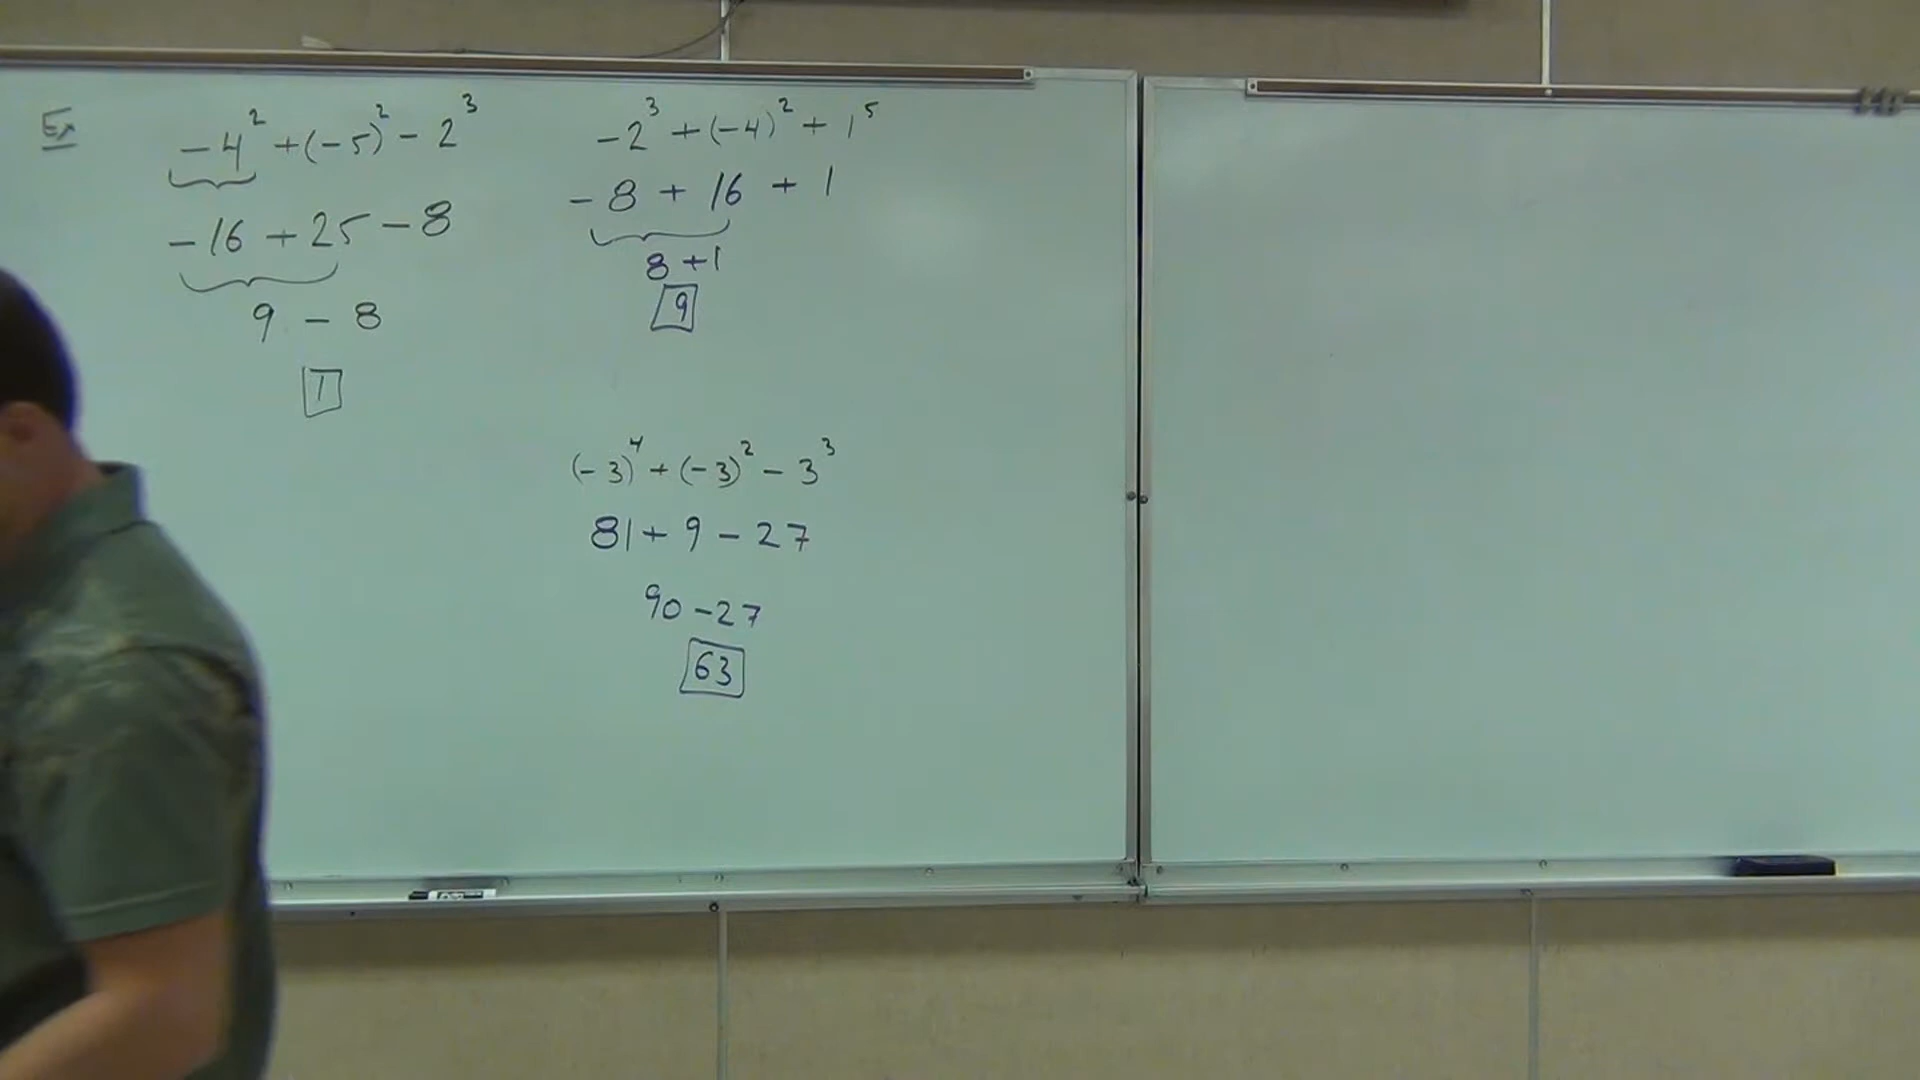 Ex
-4² + (-5)² - 2³
-16 + 25 - 8
9 - 8
1
-2³ + (-4)² + 1⁵
-8 + 16 + 1
8 + 1
9
(-3)⁴ + (-3)² - 3³
81 + 9 - 27
90 - 27
63